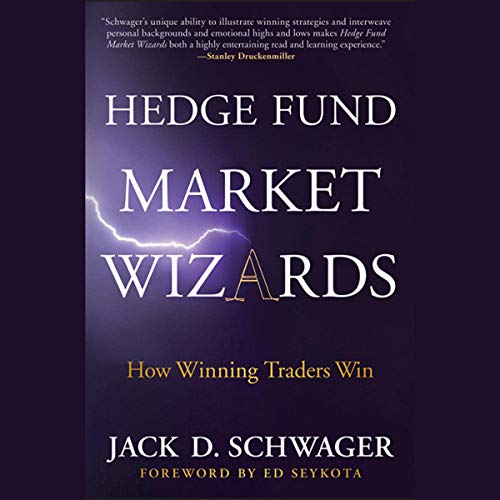 "Schwager's unique ability to illustrate winning strategies and interweave
personal backgrounds and emotional highs and lows makes Hedge Fund
Market Wizards both a highly entertaining read and learning experience."
—Stanley Druckenmiller
HEDGE FUND
MARKET
WIZARDS
How Winning Traders Win
JACK D. SCHWAGER
FOREWORD BY ED SEYKOTA